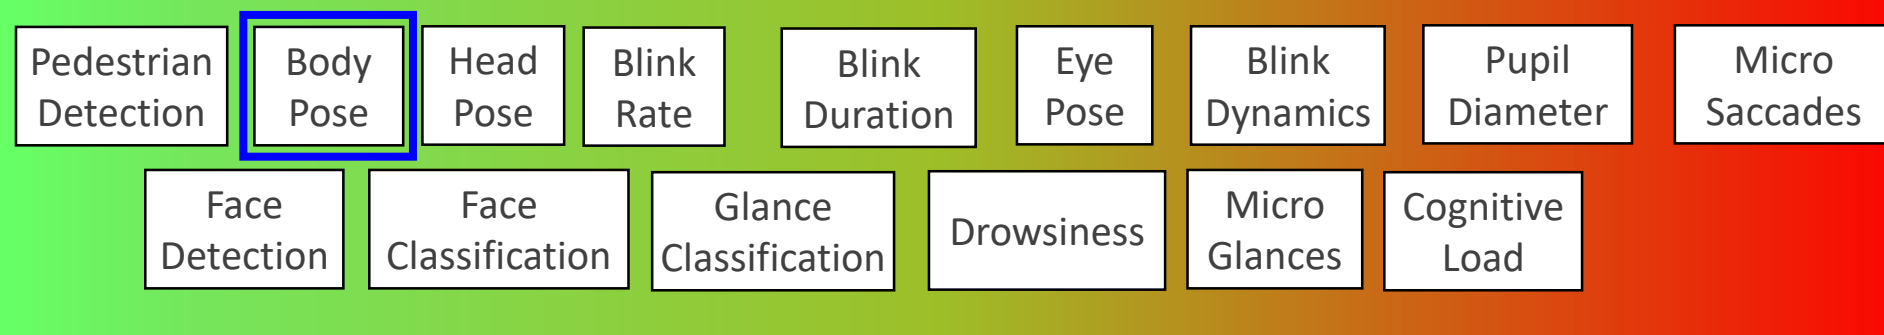 Pedestrian
Detection
Body
Pose
Head
Pose
Blink
Rate
Blink
Duration
Eye
Pose
Blink
Dynamics
Pupil
Diameter
Micro
Saccades
Face
Detection
Face
Classification
Glance
Classification
Drowsiness
Micro
Glances
Cognitive
Load